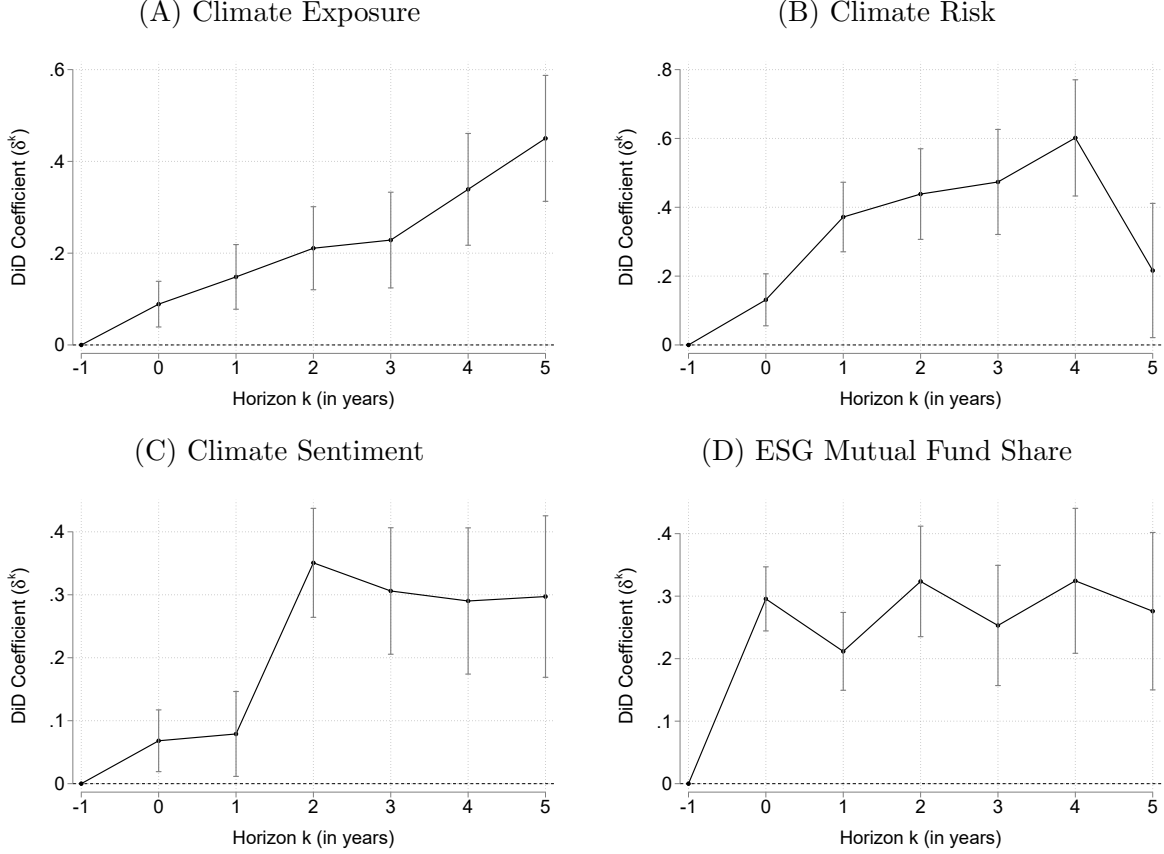 (A) Climate Exposure
.6
.4
.2
0
DiD Coefficient (δᵏ)
-1 0 1 2 3 4 5
Horizon k (in years)
(B) Climate Risk
.8
.6
.4
.2
0
DiD Coefficient (δᵏ)
-1 0 1 2 3 4 5
Horizon k (in years)
(C) Climate Sentiment
.4
.3
.2
.1
0
DiD Coefficient (δᵏ)
-1 0 1 2 3 4 5
Horizon k (in years)
(D) ESG Mutual Fund Share
.4
.3
.2
.1
0
DiD Coefficient (δᵏ)
-1 0 1 2 3 4 5
Horizon k (in years)